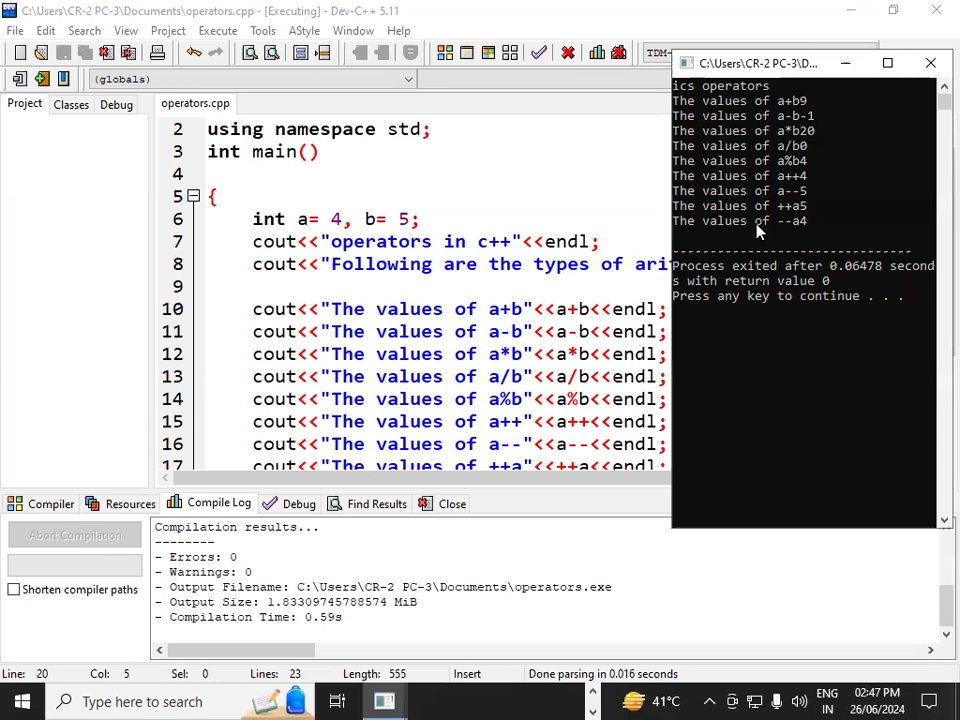 C:\Users\CR-2 PC-3\Documents\operators.cpp - [Executing] - Dev-C++ 5.11
File Edit Search View Project Execute Tools AStyle Window Help
TDM-
(globals)
Project Classes Debug
operators.cpp
2 using namespace std;
3 int main()
4
5 {
6 int a= 4, b= 5;
7 cout<<"operators in c++"<<endl;
8 cout<<"Following are the types of ari
9
10 cout<<"The values of a+b"<<a+b<<endl;
11 cout<<"The values of a-b"<<a-b<<endl;
12 cout<<"The values of a*b"<<a*b<<endl;
13 cout<<"The values of a/b"<<a/b<<endl;
14 cout<<"The values of a%b"<<a%b<<endl;
15 cout<<"The values of a++"<<a++<<endl;
16 cout<<"The values of a--"<<a--<<endl;
17 cout<<"The values of ++a"<<++a<<endl;
C:\Users\CR-2 PC-3\D...
ics operators
The values of a+b9
The values of a-b-1
The values of a*b20
The values of a/b0
The values of a%b4
The values of a++4
The values of a--5
The values of ++a5
The values of --a4
--------------------------------
Process exited after 0.06478 second
s with return value 0
Press any key to continue . . .
Compiler Resources Compile Log Debug Find Results Close
Abort Compilation
Shorten compiler paths
Compilation results...
--------
- Errors: 0
- Warnings: 0
- Output Filename: C:\Users\CR-2 PC-3\Documents\operators.exe
- Output Size: 1.83309745788574 MiB
- Compilation Time: 0.59s
Line: 20 Col: 5 Sel: 0 Lines: 23 Length: 555 Insert Done parsing in 0.016 seconds
Type here to search
41°C
ENG
IN
02:47 PM
26/06/2024